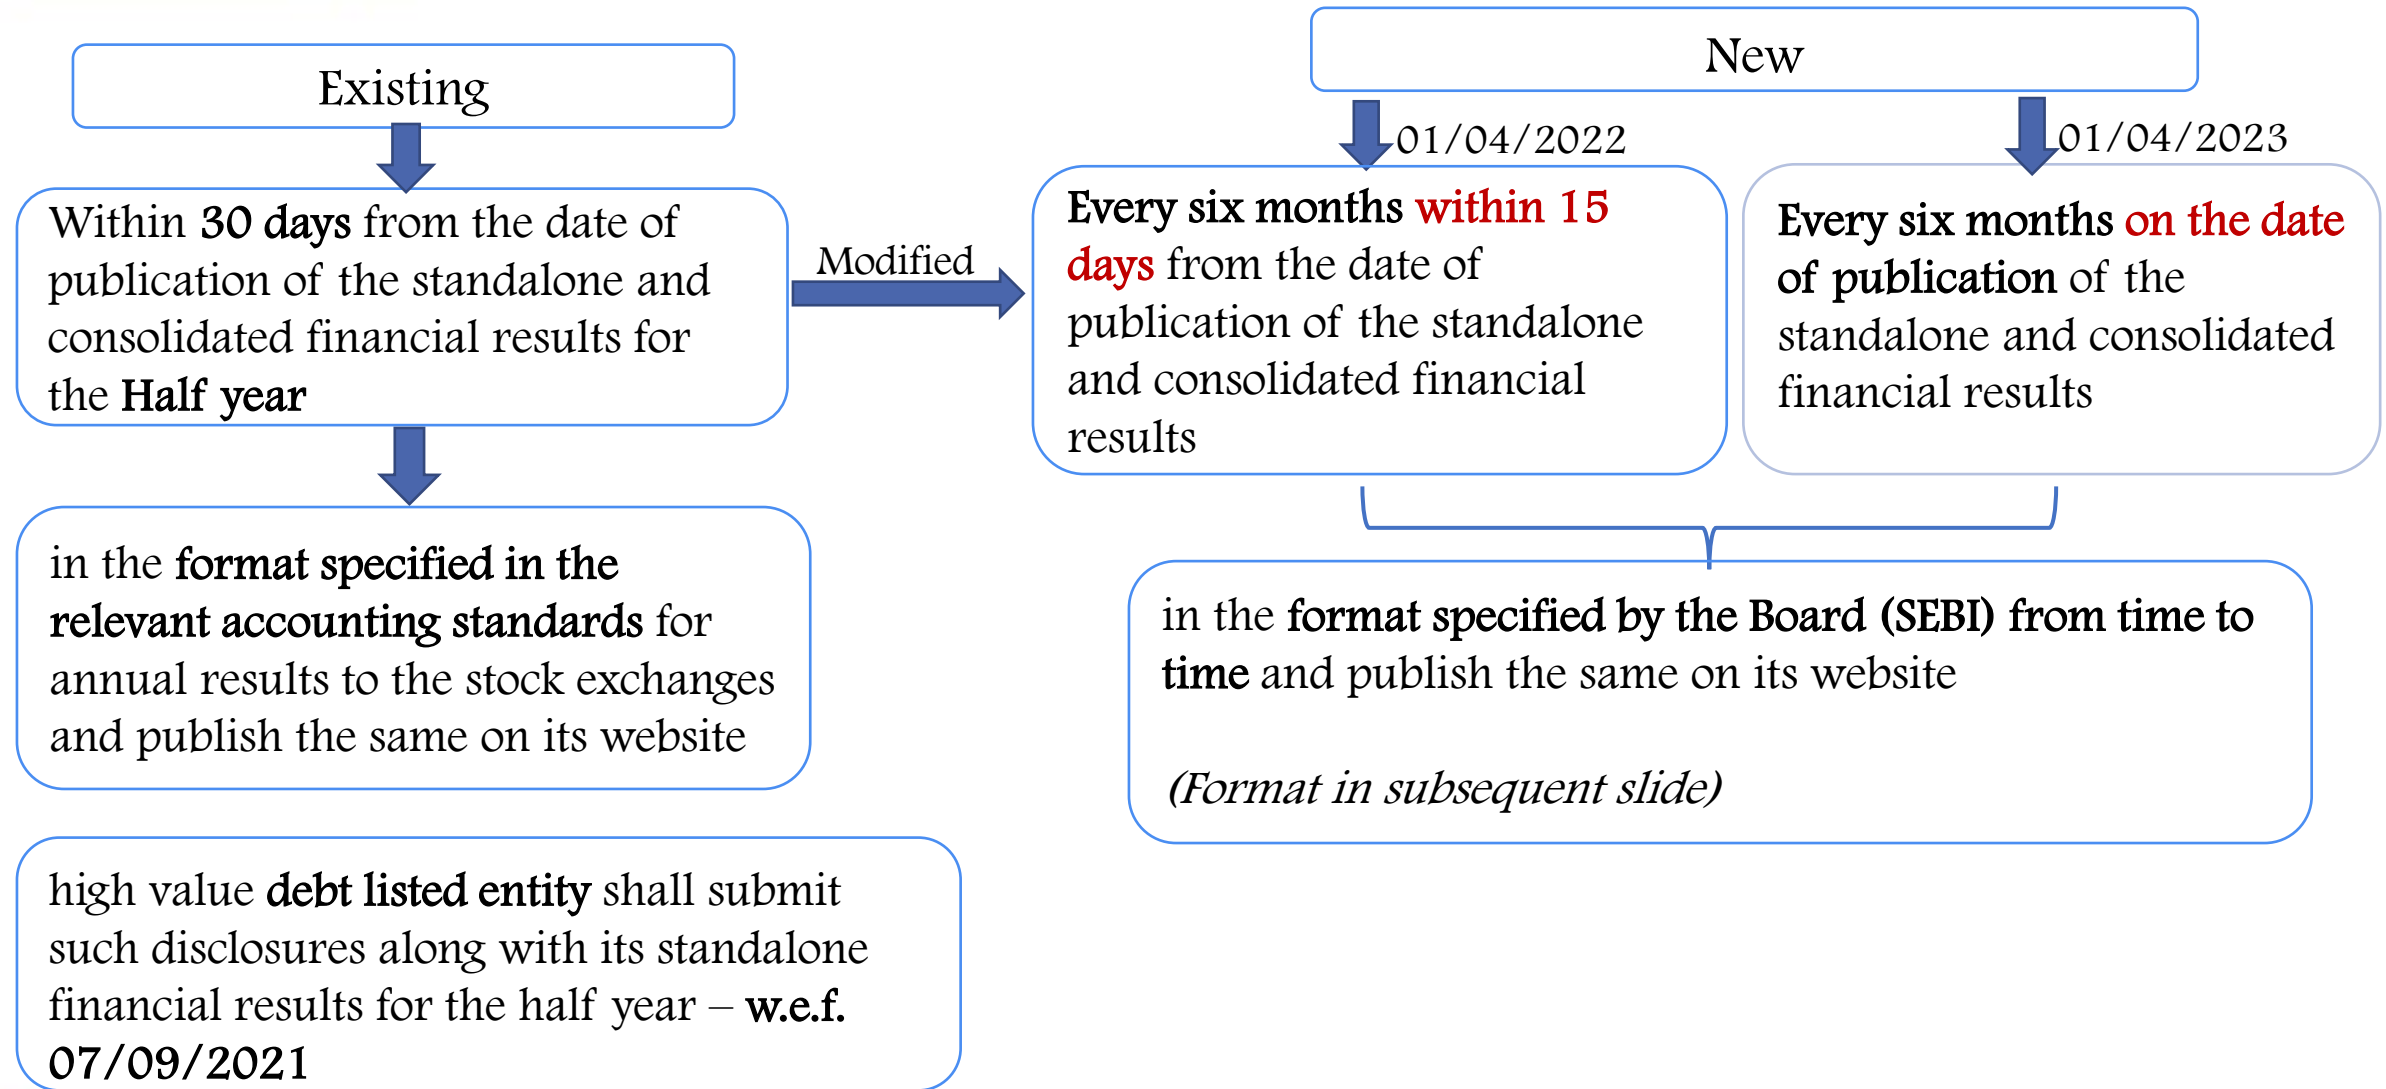 Existing
Within 30 days from the date of
publication of the standalone and
consolidated financial results for
the Half year
in the format specified in the
relevant accounting standards for
annual results to the stock exchanges
and publish the same on its website
high value debt listed entity shall submit
such disclosures along with its standalone
financial results for the half year – w.e.f.
07/09/2021
Modified
New
01/04/2022
Every six months within 15
days from the date of
publication of the standalone
and consolidated financial
results
01/04/2023
Every six months on the date
of publication of the
standalone and consolidated
financial results
in the format specified by the Board (SEBI) from time to
time and publish the same on its website
(Format in subsequent slide)